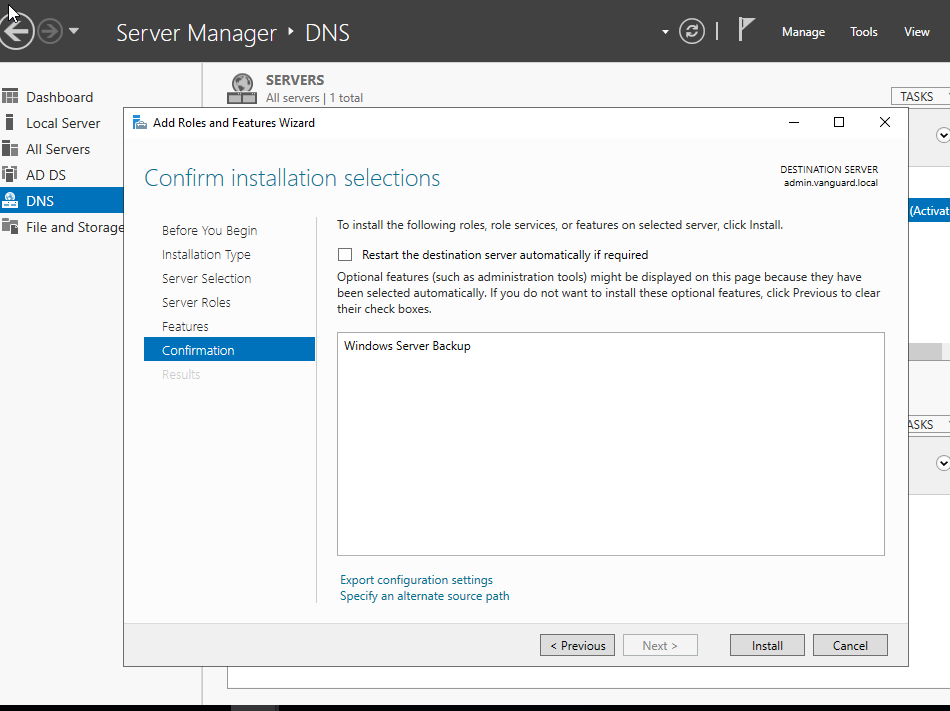 Server Manager ‣ DNS
Manage Tools View
Dashboard
Local Server
All Servers
AD DS
DNS
File and Storage
SERVERS
All servers | 1 total
TASKS
(Activat
ASKS
Add Roles and Features Wizard
Confirm installation selections
DESTINATION SERVER
admin.vanguard.local
Before You Begin
Installation Type
Server Selection
Server Roles
Features
Confirmation
Results
To install the following roles, role services, or features on selected server, click Install.
Restart the destination server automatically if required
Optional features (such as administration tools) might be displayed on this page because they have
been selected automatically. If you do not want to install these optional features, click Previous to clear
their check boxes.
Windows Server Backup
Export configuration settings
Specify an alternate source path
< Previous Next > Install Cancel